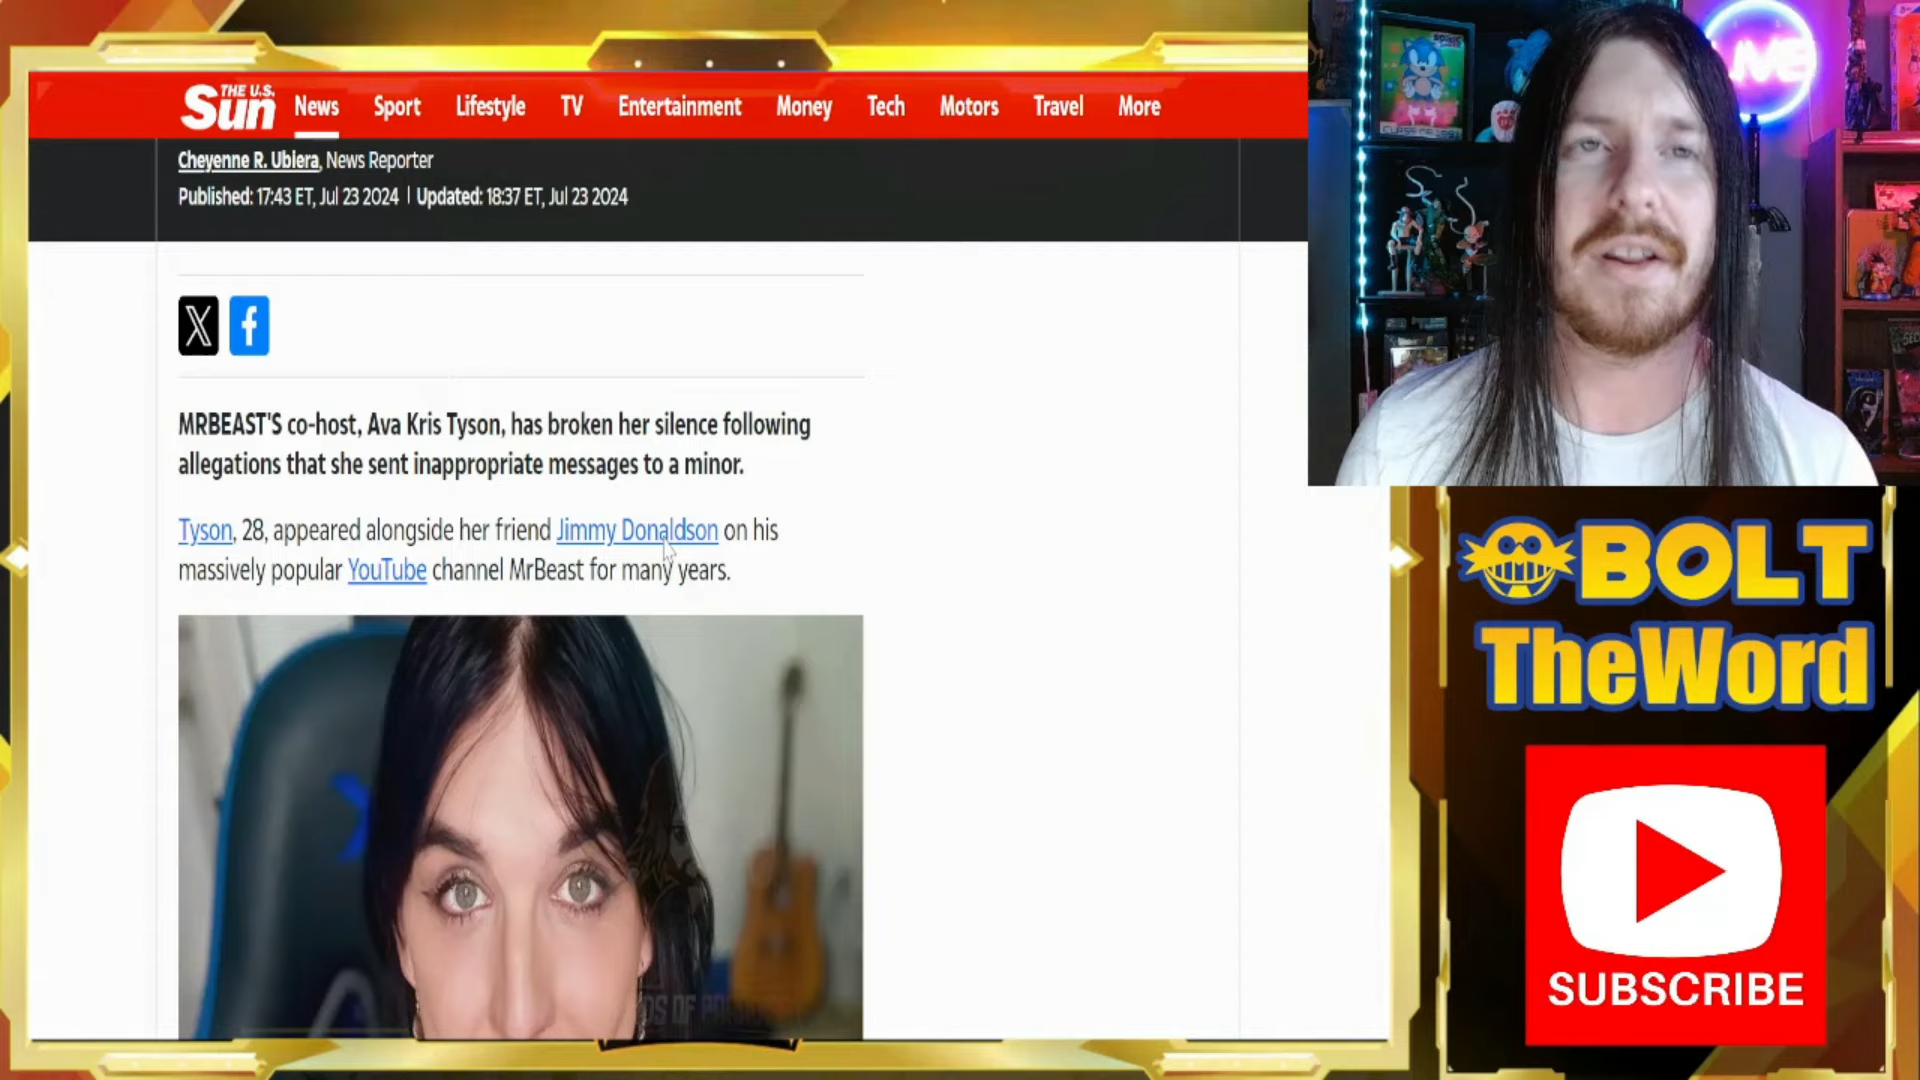 THE U.S.
Sun
News Sport Lifestyle TV Entertainment Money Tech Motors Travel More
Cheyenne R. Ubiera, News Reporter
Published: 17:43 ET, Jul 23 2024 | Updated: 18:37 ET, Jul 23 2024
X f
MRBEAST'S co-host, Ava Kris Tyson, has broken her silence following
allegations that she sent inappropriate messages to a minor.
Tyson, 28, appeared alongside her friend Jimmy Donaldson on his
massively popular YouTube channel MrBeast for many years.
LIVE
BOLT
TheWord
SUBSCRIBE